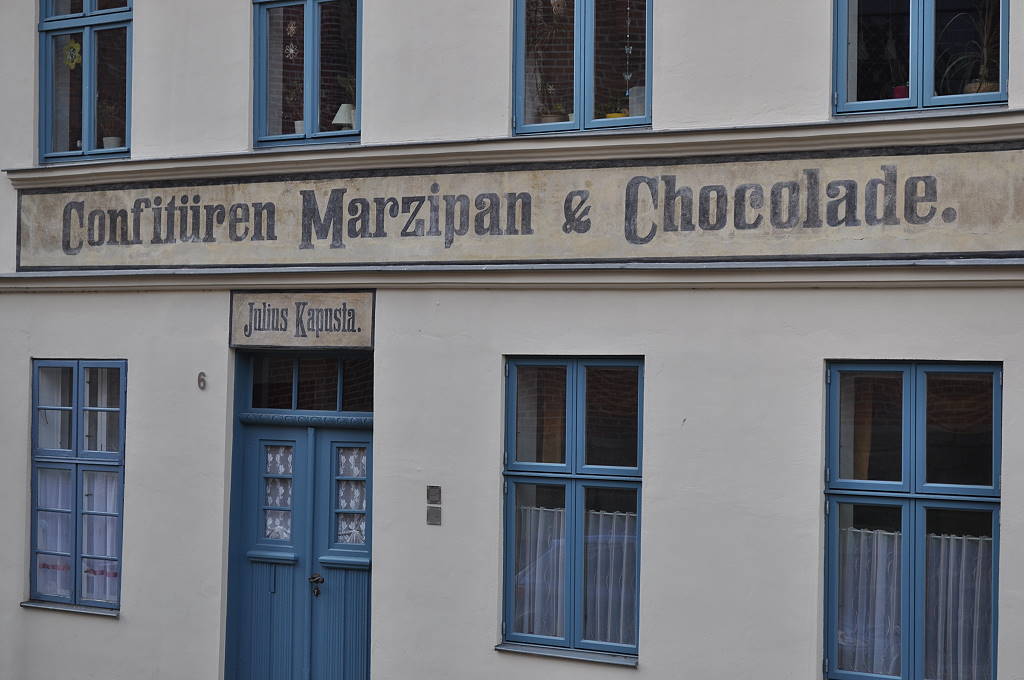 Confitüren Marzipan & Chocolade.
Julius Kapusta.
6